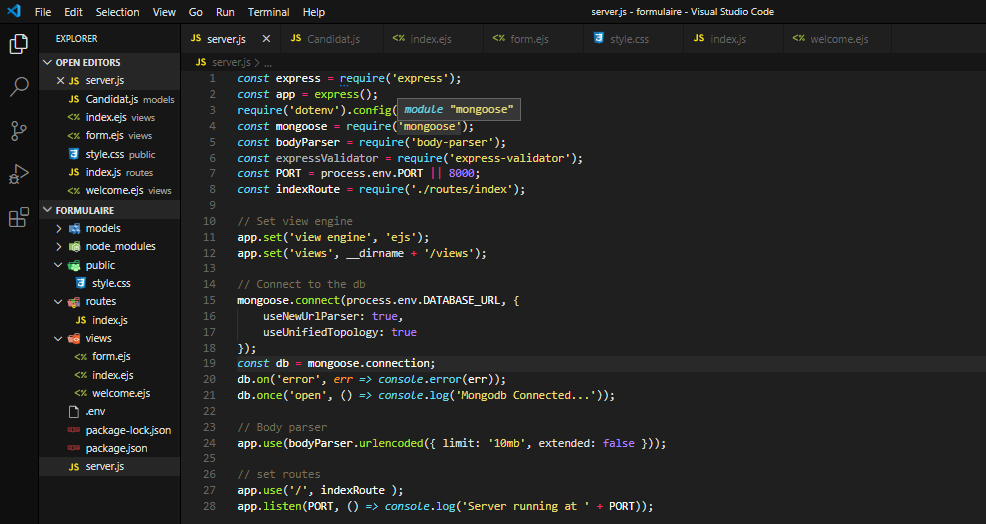 File Edit Selection View Go Run Terminal Help server.js - formulaire - Visual Studio Code
EXPLORER
OPEN EDITORS
JS server.js
JS Candidat.js models
<%> index.ejs views
<%> form.ejs views
style.css public
JS index.js routes
<%> welcome.ejs views
FORMULAIRE
models
node_modules
public
style.css
routes
JS index.js
views
<%> form.ejs
<%> index.ejs
<%> welcome.ejs
.env
package-lock.json
package.json
JS server.js
JS server.js JS Candidat.js <%> index.ejs <%> form.ejs style.css JS index.js <%> welcome.ejs
JS server.js > ...
1 const express = require('express');
2 const app = express();
3 require('dotenv').config(
module "mongoose"
4 const mongoose = require('mongoose');
5 const bodyParser = require('body-parser');
6 const expressValidator = require('express-validator');
7 const PORT = process.env.PORT || 8000;
8 const indexRoute = require('./routes/index');
9
10 // Set view engine
11 app.set('view engine', 'ejs');
12 app.set('views', __dirname + '/views');
13
14 // Connect to the db
15 mongoose.connect(process.env.DATABASE_URL, {
16 useNewUrlParser: true,
17 useUnifiedTopology: true
18 });
19 const db = mongoose.connection;
20 db.on('error', err => console.error(err));
21 db.once('open', () => console.log('Mongodb Connected...'));
22
23 // Body parser
24 app.use(bodyParser.urlencoded({ limit: '10mb', extended: false }));
25
26 // set routes
27 app.use('/', indexRoute );
28 app.listen(PORT, () => console.log('Server running at ' + PORT));